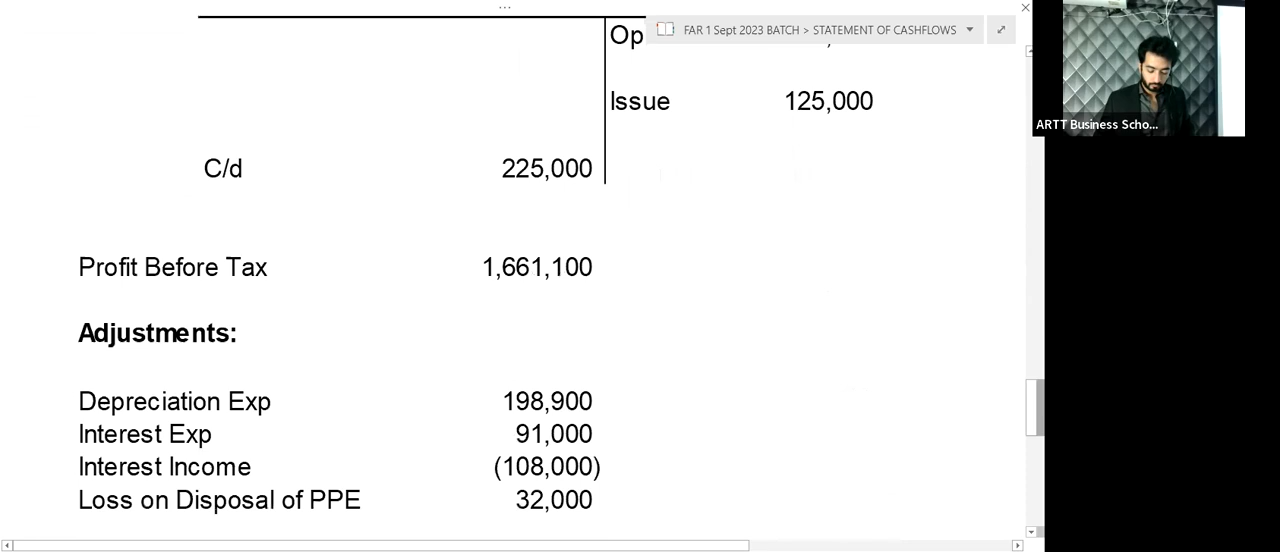 FAR 1 Sept 2023 BATCH > STATEMENT OF CASHFLOWS
ARTT Business Scho...
Issue 125,000
C/d 225,000
Profit Before Tax 1,661,100
Adjustments:
Depreciation Exp 198,900
Interest Exp 91,000
Interest Income (108,000)
Loss on Disposal of PPE 32,000